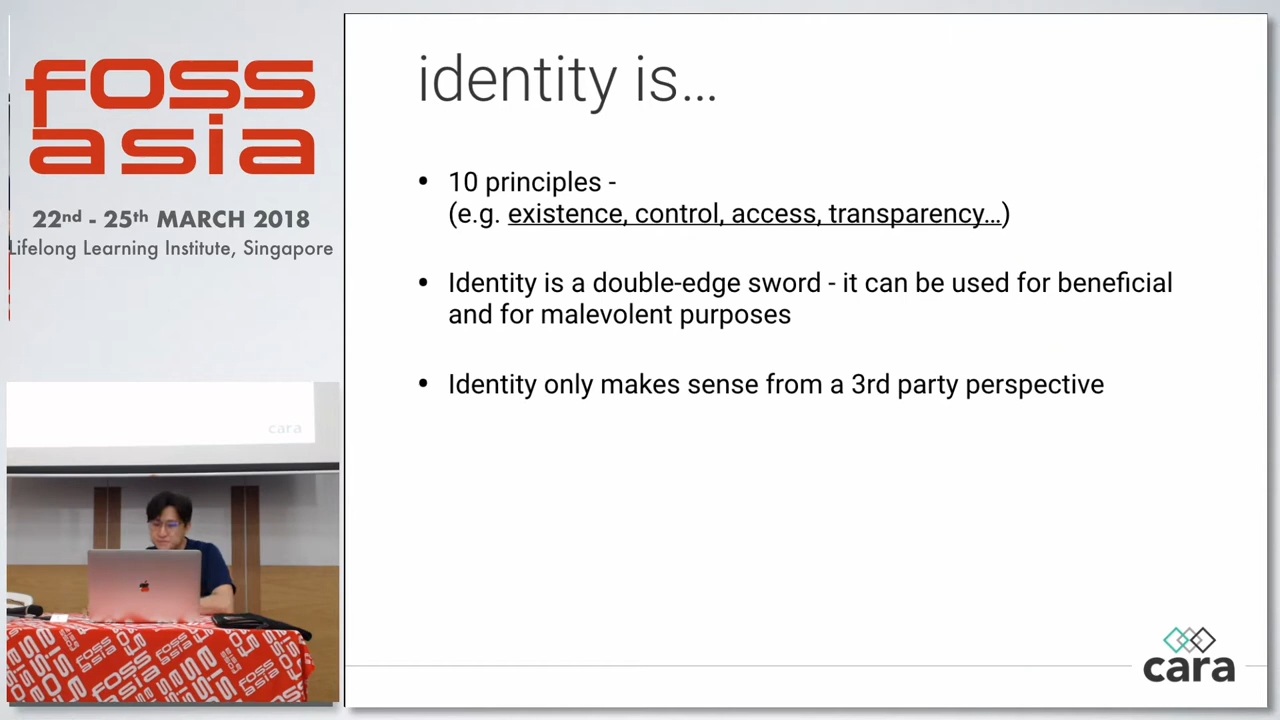 foss
asia
22nd - 25th MARCH 2018
Lifelong Learning Institute, Singapore
identity is...
• 10 principles -
(e.g. existence, control, access, transparency...)
• Identity is a double-edge sword - it can be used for beneficial
and for malevolent purposes
• Identity only makes sense from a 3rd party perspective
cara
cara
FOSS
ASIA